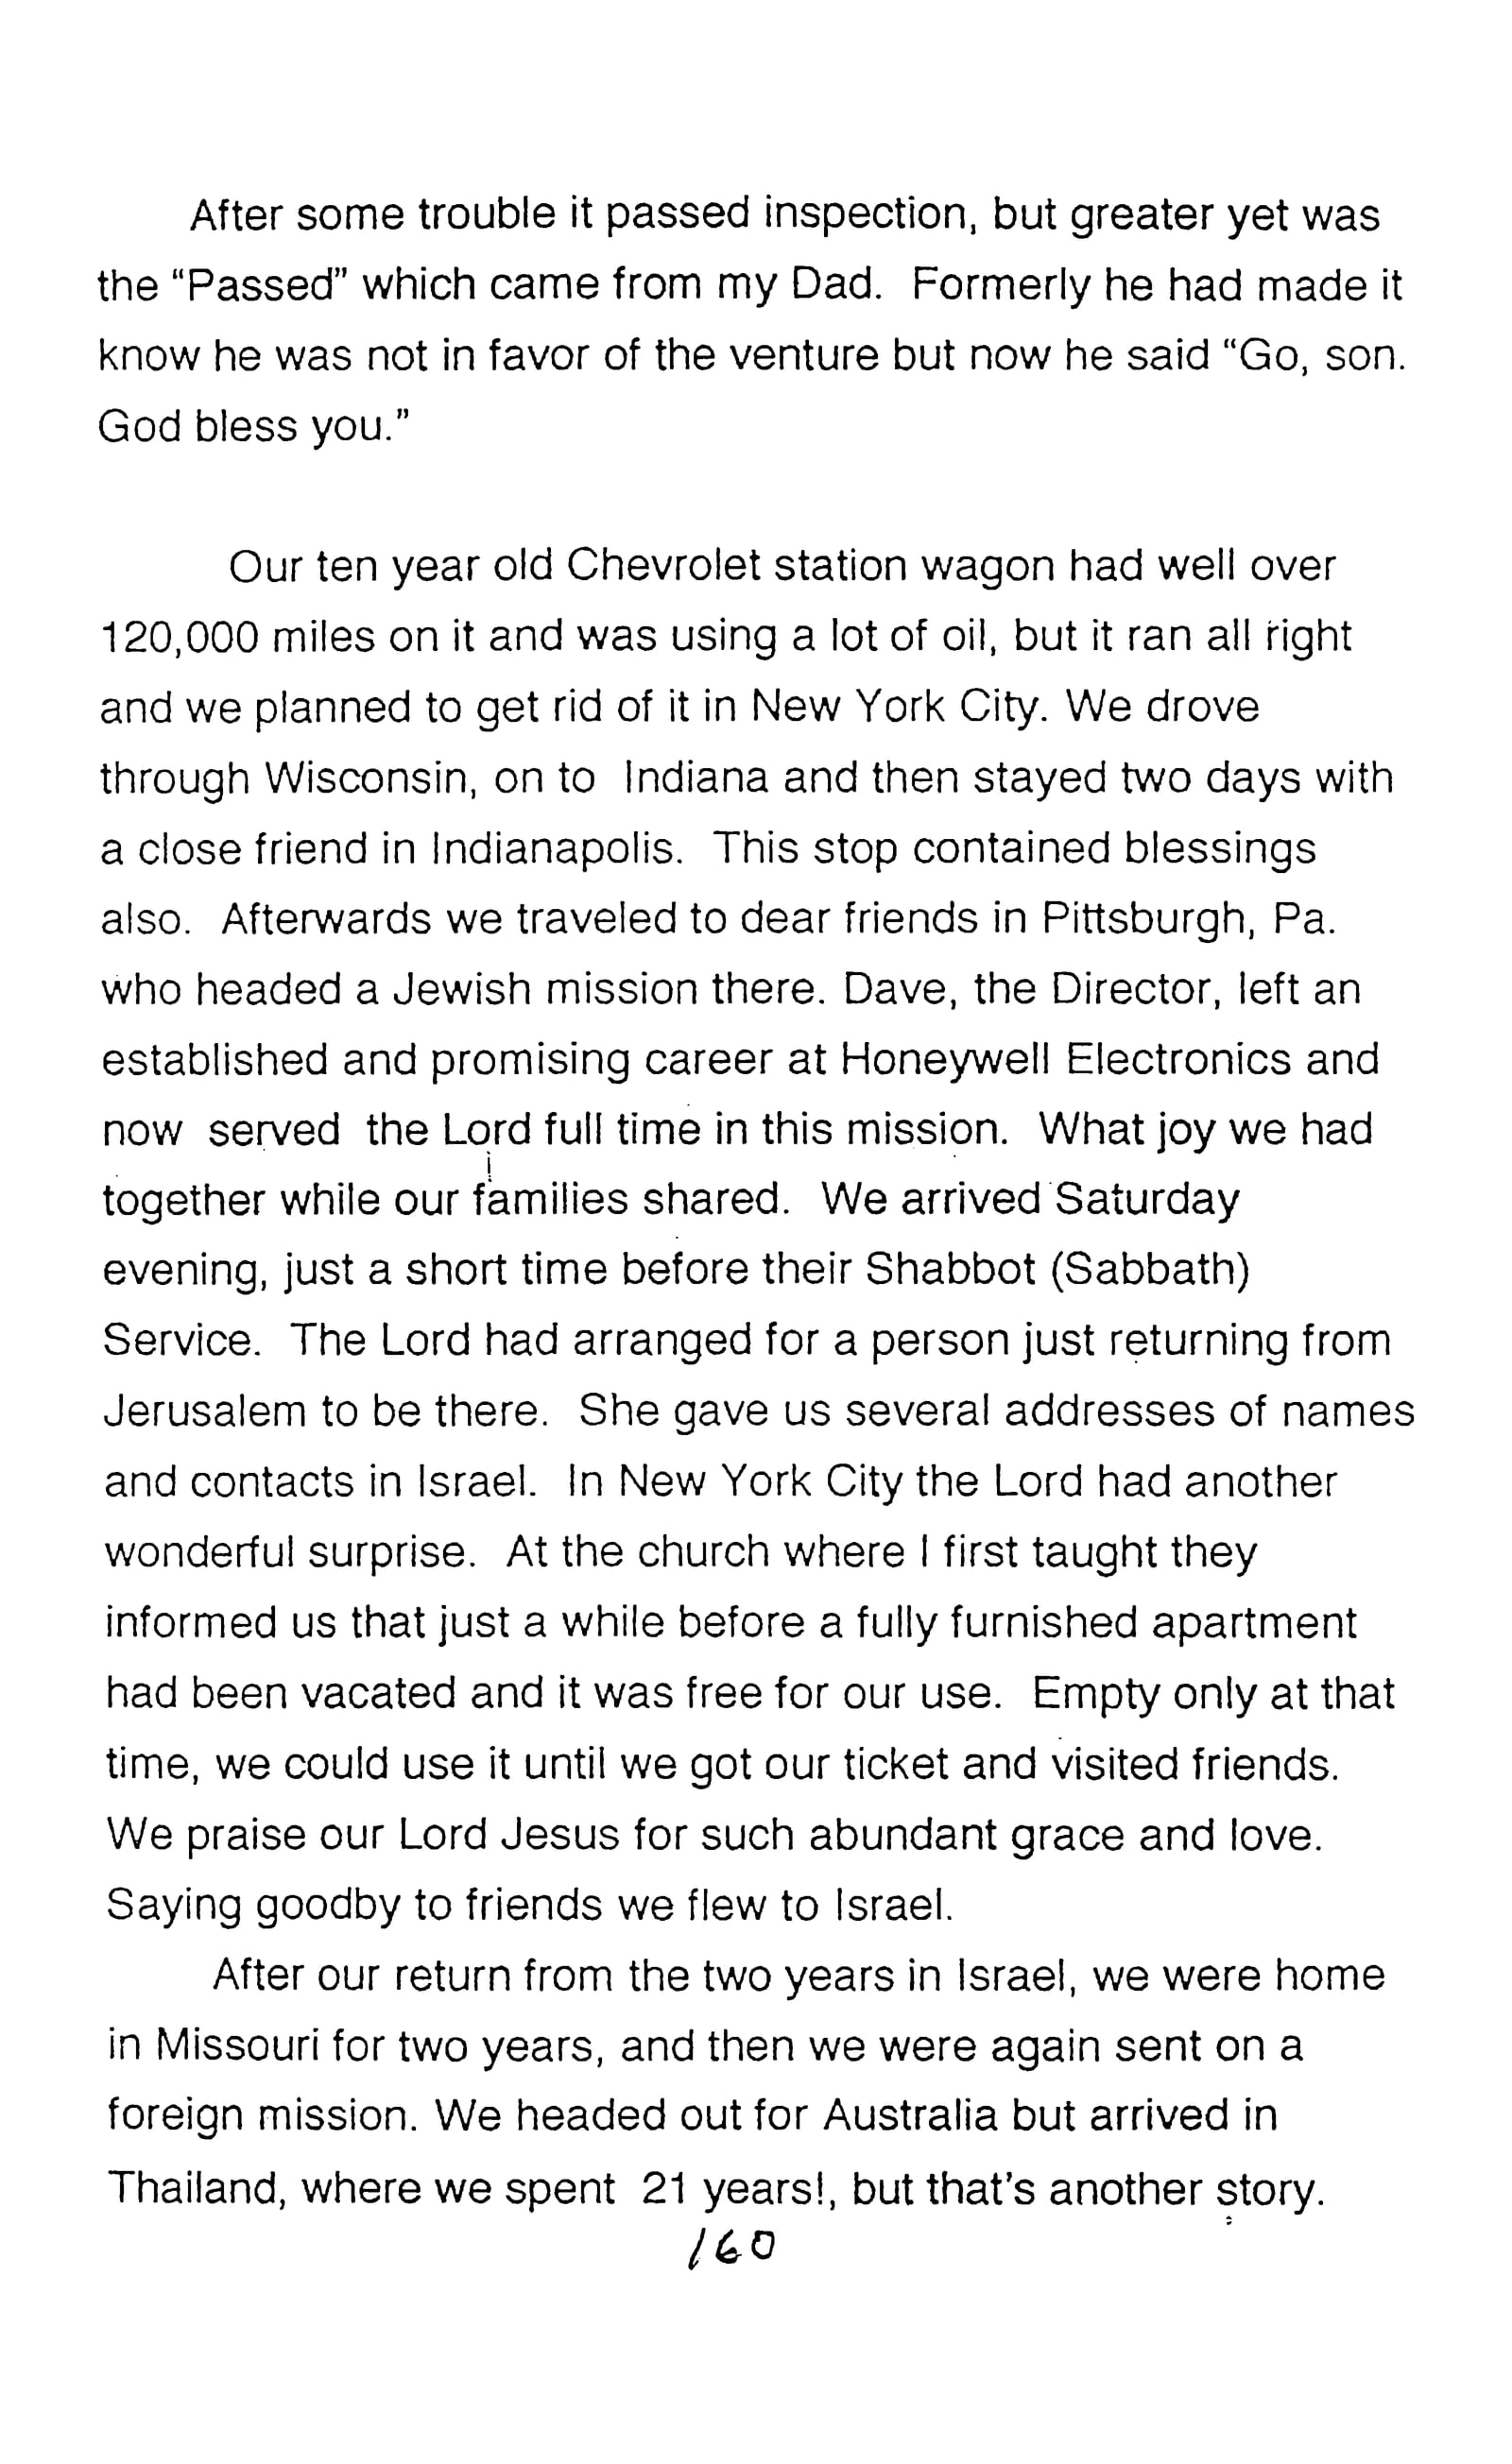 After some trouble it passed inspection, but greater yet was
the “Passed” which came from my Dad. Formerly he had made it
know he was not in favor of the venture but now he said “Go, son.
God bless you.”
Our ten year old Chevrolet station wagon had well over
120,000 miles on it and was using a lot of oil, but it ran all right
and we planned to get rid of it in New York City. We drove
through Wisconsin, on to Indiana and then stayed two days with
a close friend in Indianapolis. This stop contained blessings
also. Afterwards we traveled to dear friends in Pittsburgh, Pa.
who headed a Jewish mission there. Dave, the Director, left an
established and promising career at Honeywell Electronics and
now served the Lord full time in this mission. What joy we had
together while our families shared. We arrived Saturday
evening, just a short time before their Shabbot (Sabbath)
Service. The Lord had arranged for a person just returning from
Jerusalem to be there. She gave us several addresses of names
and contacts in Israel. In New York City the Lord had another
wonderful surprise. At the church where I first taught they
informed us that just a while before a fully furnished apartment
had been vacated and it was free for our use. Empty only at that
time, we could use it until we got our ticket and visited friends.
We praise our Lord Jesus for such abundant grace and love.
Saying goodby to friends we flew to Israel.
After our return from the two years in Israel, we were home
in Missouri for two years, and then we were again sent on a
foreign mission. We headed out for Australia but arrived in
Thailand, where we spent 21 years!, but that’s another story.
160